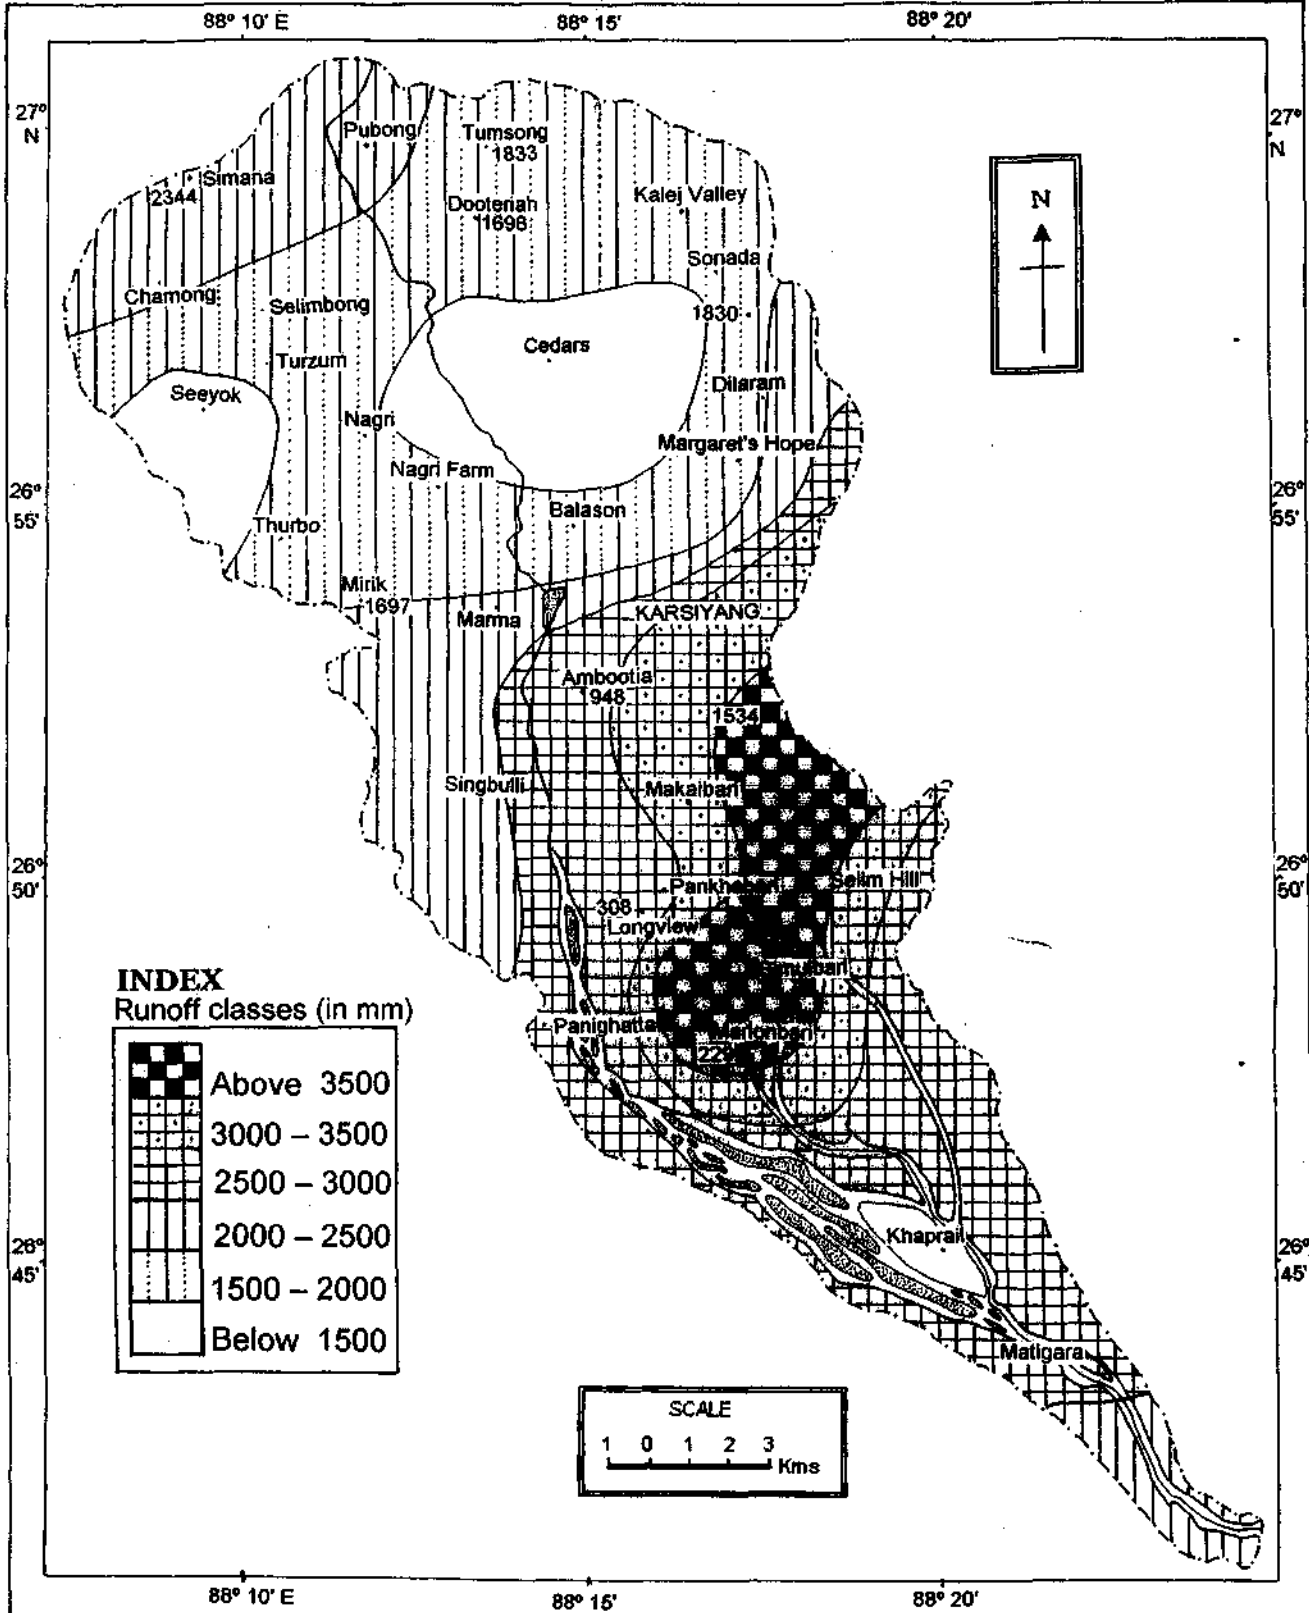 88° 10' E 88° 15' 88° 20'
27° N
27° N
Pubong
Tumsong
1833
Simana
2344
Dooteriah
1698
Kalej Valley
Sonada
Chamong
Selimbong
1830
Cedars
Turzum
Seeyok
Dilaram
Nagri
Margaret's Hope
Nagri Farm
26° 55'
26° 55'
Balason
Thurbo
Mirik
1697
Marma
KARSIYANG
Ambootia
948
1534
Singbulli
Makaibari
26° 50'
26° 50'
Selim Hill
308
Longview
Panighatta
Marionbari
N
INDEX
Runoff classes (in mm)
Above 3500
3000 – 3500
2500 – 3000
2000 – 2500
1500 – 2000
Below 1500
26° 45'
26° 45'
Khaprail
Matigara
SCALE
1 0 1 2 3
Kms
88° 10' E 88° 15' 88° 20'